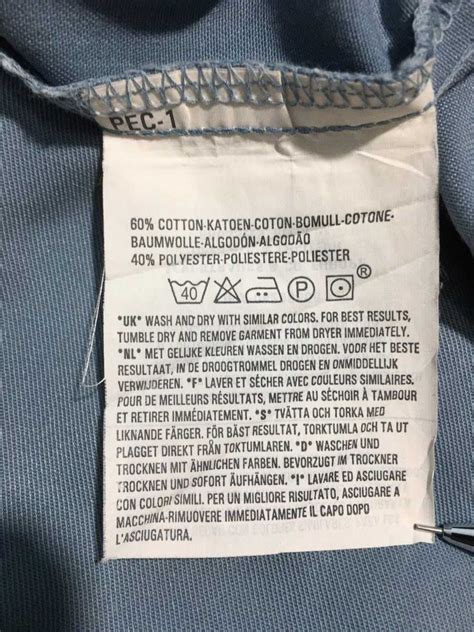 PEC-1
60% COTTON-KATOEN-COTON-BOMULL-COTONE-
BAUMWOLLE-ALGODÓN-ALGODÃO
40% POLYESTER-POLIESTERE-POLIESTER
40 P ®
*UK* WASH AND DRY WITH SIMILAR COLORS. FOR BEST RESULTS,
TUMBLE DRY AND REMOVE GARMENT FROM DRYER IMMEDIATELY.
*NL* MET GELIJKE KLEUREN WASSEN EN DROGEN. VOOR HET BESTE
RESULTAAT, IN DE DROOGTROMMEL DROGEN EN ONMIDDELIJK
VERWIJDEREN. *F* LAVER ET SÉCHER AVEC COULEURS SIMILAIRES.
POUR DE MEILLEURS RÉSULTATS, METTRE AU SÉCHOIR À TAMBOUR
ET RETIRER IMMÉDIATEMENT. *S* TVÄTTA OCH TORKA MED
LIKNANDE FÄRGER. FÖR BÄST RESULTAT, TORKTUMLA OCH TA UT
PLAGGET DIREKT FRÅN TOKTUMLAREN. *D* WASCHEN UND
TROCKNEN MIT ÄHNLICHEN FARBEN. BEVORZUGT IM TROCKNER
TROCKNEN UND SOFORT ÄUFHÄNGEN. *I* LAVARE ED ASCIUGARE
CON COLORI SIMILI. PER UN MIGLIORE RISULTATO, ASCIUGARE A
MACCHINA-RIMUOVERE IMMEDIATAMENTE IL CAPO DOPO
L'ASCIUGATURA.